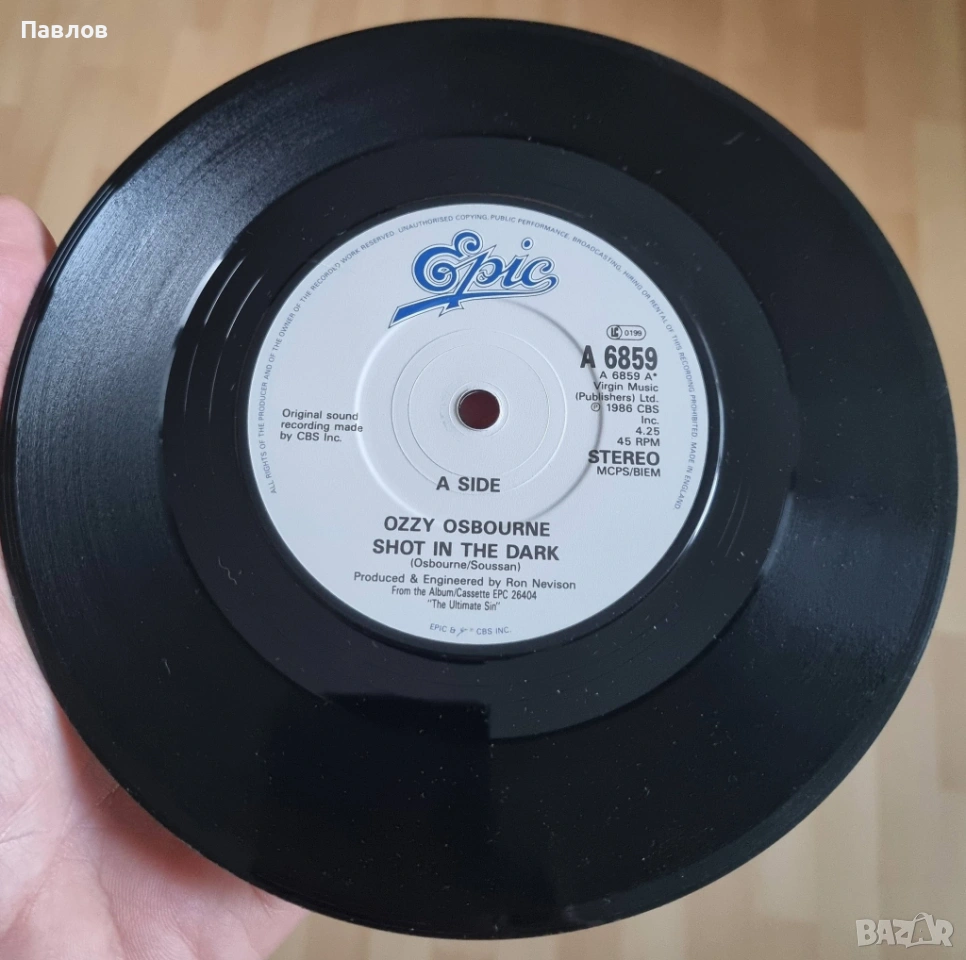 Павлов
ALL RIGHTS OF THE PRODUCER AND OF THE OWNER OF THE RECORDED WORK RESERVED. UNAUTHORISED COPYING, PUBLIC PERFORMANCE, BROADCASTING, HIRING OR RENTAL OF THIS RECORDING PROHIBITED. MADE IN ENGLAND
Epic
LC 0199
A 6859
A 6859 A*
Virgin Music
(Publishers) Ltd.
℗ 1986 CBS
Inc.
4.25
45 RPM
STEREO
MCPS/BIEM
Original sound
recording made
by CBS Inc.
A SIDE
OZZY OSBOURNE
SHOT IN THE DARK
(Osbourne/Soussan)
Produced & Engineered by Ron Nevison
From the Album/Cassette EPC 26404
"The Ultimate Sin"
EPIC & CBS INC.
BAZAR